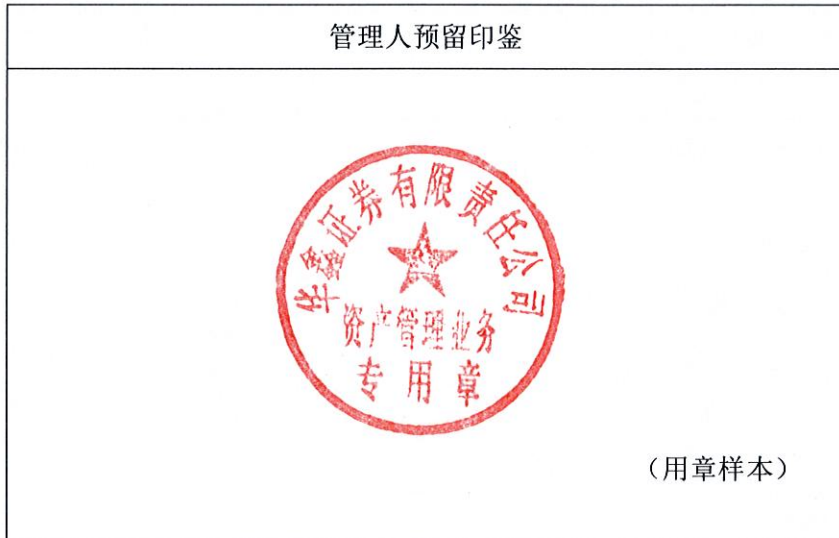 管理人预留印鉴
华鑫证券有限责任公司
资产管理业务
专用章
（用章样本）